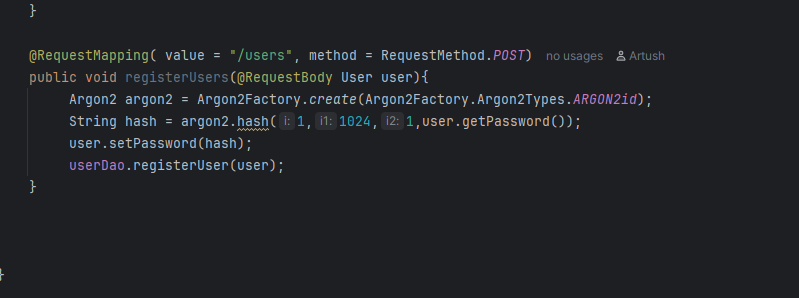 }
@RequestMapping( value = "/users", method = RequestMethod.POST) no usages Artush
public void registerUsers(@RequestBody User user){
Argon2 argon2 = Argon2Factory.create(Argon2Factory.Argon2Types.ARGON2id);
String hash = argon2.hash( i: 1, i1: 1024, i2: 1,user.getPassword());
user.setPassword(hash);
userDao.registerUser(user);
}
}